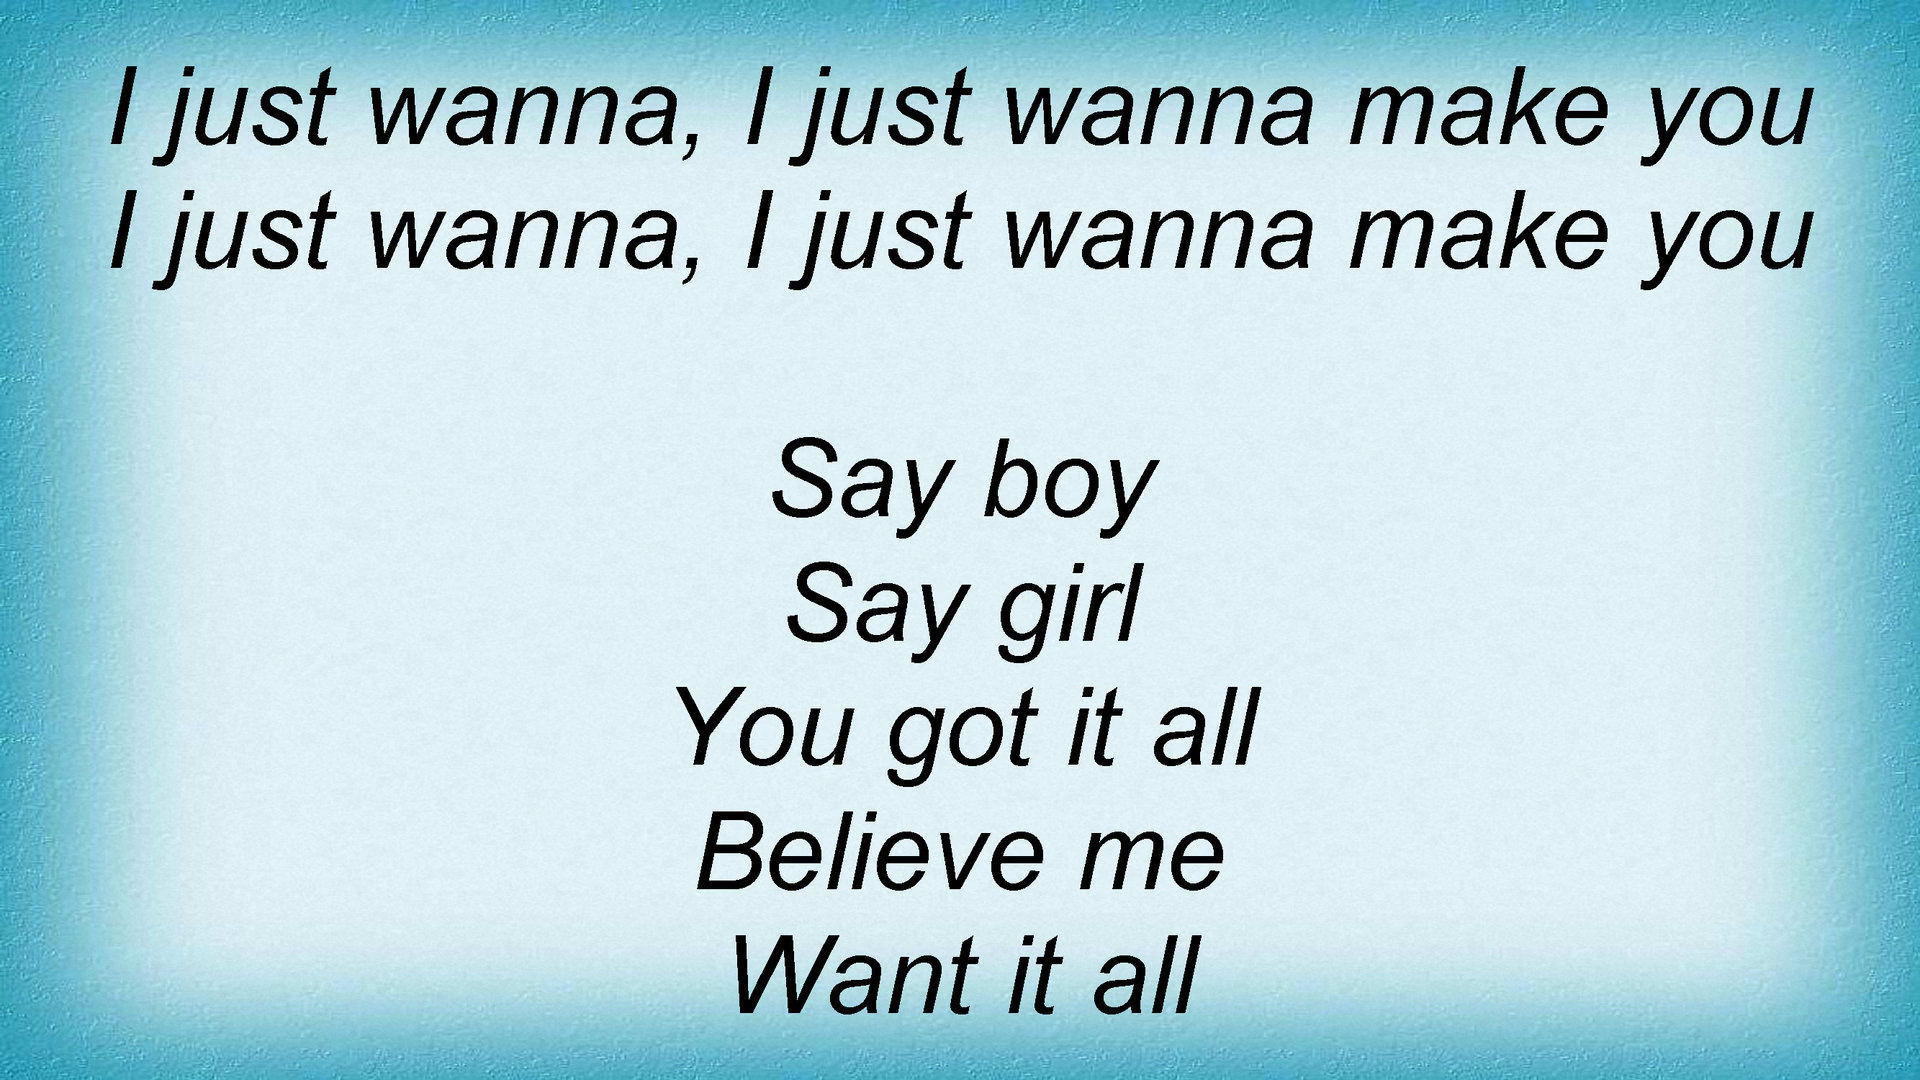 I just wanna, I just wanna make you
I just wanna, I just wanna make you
Say boy
Say girl
You got it all
Believe me
Want it all